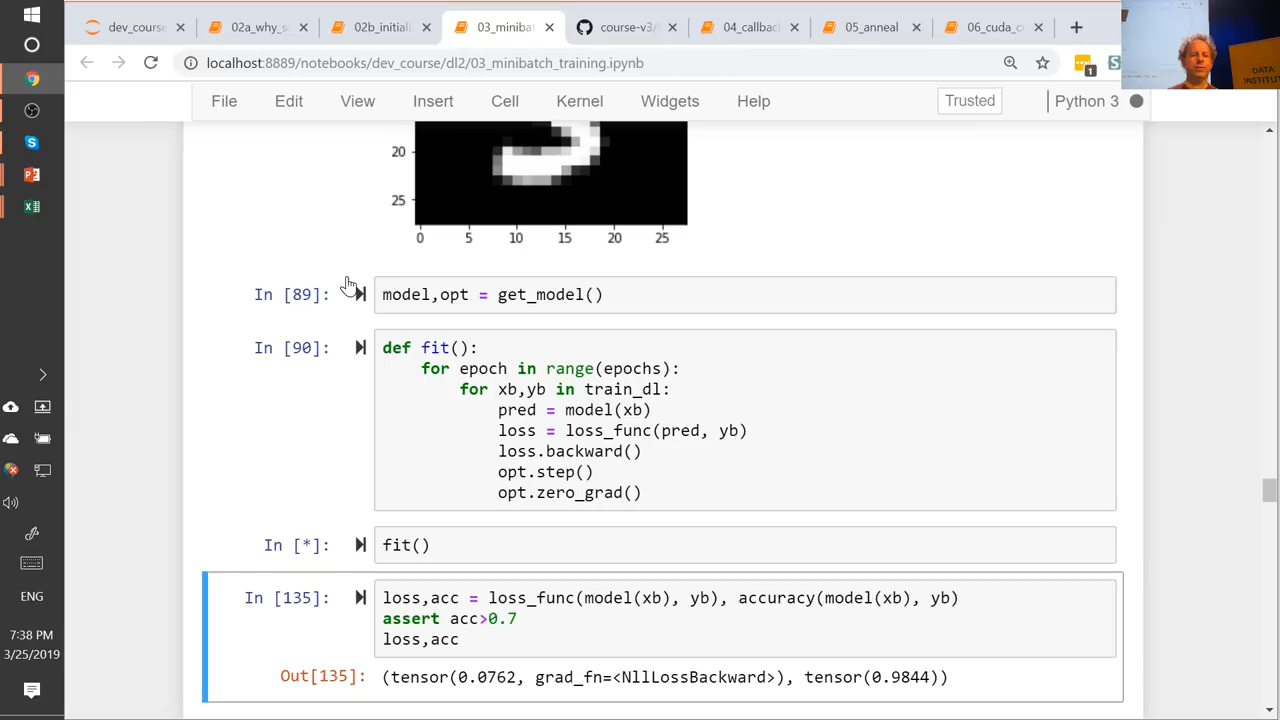 dev_course
02a_why_s
02b_initiali
03_minibat
course-v3/
04_callback
05_anneal
06_cuda_c
localhost:8889/notebooks/dev_course/dl2/03_minibatch_training.ipynb
1
File Edit View Insert Cell Kernel Widgets Help
Trusted
Python 3
DATA
INSTITUT
20
25
0 5 10 15 20 25
In [89]: model,opt = get_model()
In [90]: def fit():
for epoch in range(epochs):
for xb,yb in train_dl:
pred = model(xb)
loss = loss_func(pred, yb)
loss.backward()
opt.step()
opt.zero_grad()
In [*]: fit()
In [135]: loss,acc = loss_func(model(xb), yb), accuracy(model(xb), yb)
assert acc>0.7
loss,acc
Out[135]: (tensor(0.0762, grad_fn=<NllLossBackward>), tensor(0.9844))
ENG
7:38 PM
3/25/2019